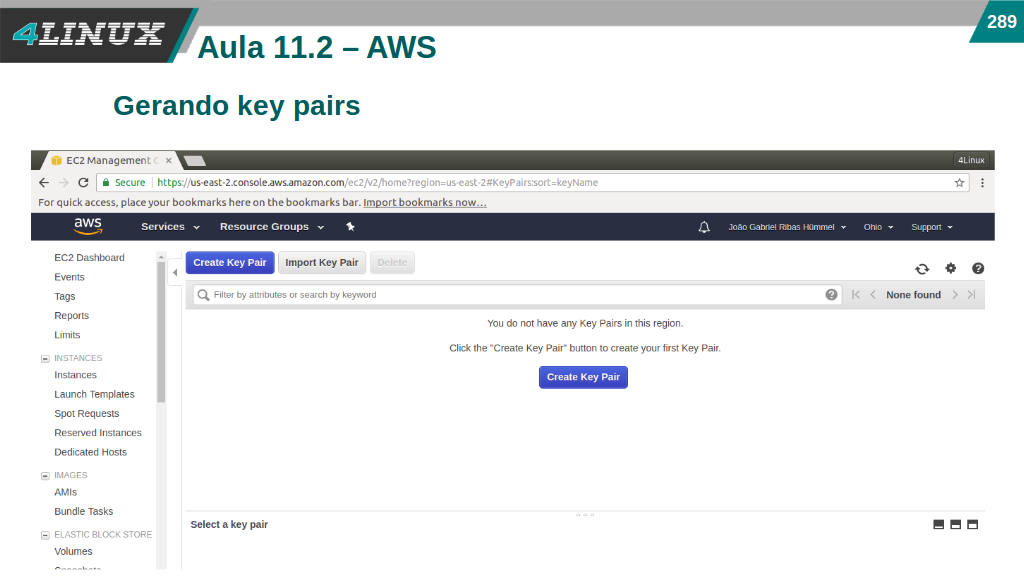 4LINUX
289
Aula 11.2 – AWS
Gerando key pairs
EC2 Management C
4Linux
Secure https://us-east-2.console.aws.amazon.com/ec2/v2/home?region=us-east-2#KeyPairs:sort=keyName
For quick access, place your bookmarks here on the bookmarks bar. Import bookmarks now...
aws Services Resource Groups João Gabriel Ribas Hümmel Ohio Support
EC2 Dashboard
Events
Tags
Reports
Limits
INSTANCES
Instances
Launch Templates
Spot Requests
Reserved Instances
Dedicated Hosts
IMAGES
AMIs
Bundle Tasks
ELASTIC BLOCK STORE
Volumes
Snapshots
Create Key Pair Import Key Pair Delete
Filter by attributes or search by keyword
None found
You do not have any Key Pairs in this region.
Click the "Create Key Pair" button to create your first Key Pair.
Create Key Pair
Select a key pair